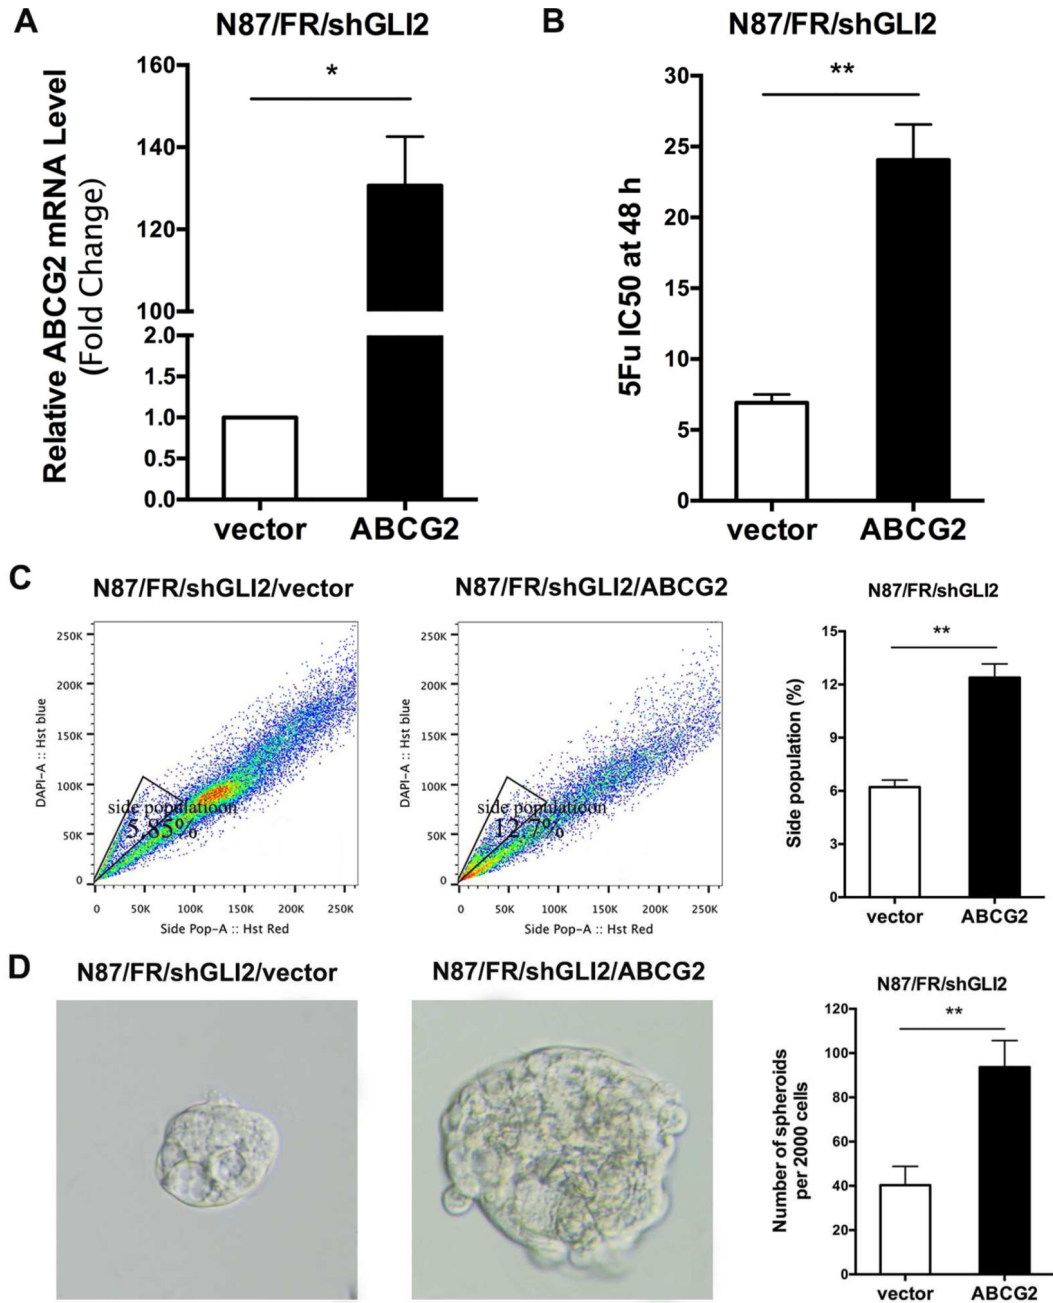 A
N87/FR/shGLI2
Relative ABCG2 mRNA Level
(Fold Change)
160
140
120
100
2.0
1.5
1.0
0.5
0.0
*
vector
ABCG2
B
N87/FR/shGLI2
5Fu IC50 at 48 h
30
25
20
15
10
5
0
**
vector
ABCG2
C
N87/FR/shGLI2/vector
DAPI-A :: Hst blue
250K
200K
150K
100K
50K
0
side populatioon
5.85%
0
50K
100K
150K
200K
250K
Side Pop-A :: Hst Red
N87/FR/shGLI2/ABCG2
DAPI-A :: Hst blue
250K
200K
150K
100K
50K
0
side populatioon
12.7%
0
50K
100K
150K
200K
250K
Side Pop-A :: Hst Red
N87/FR/shGLI2
Side population (%)
15
12
9
6
3
0
**
vector
ABCG2
D
N87/FR/shGLI2/vector
N87/FR/shGLI2/ABCG2
N87/FR/shGLI2
Number of spheroids
per 2000 cells
120
100
80
60
40
20
0
**
vector
ABCG2